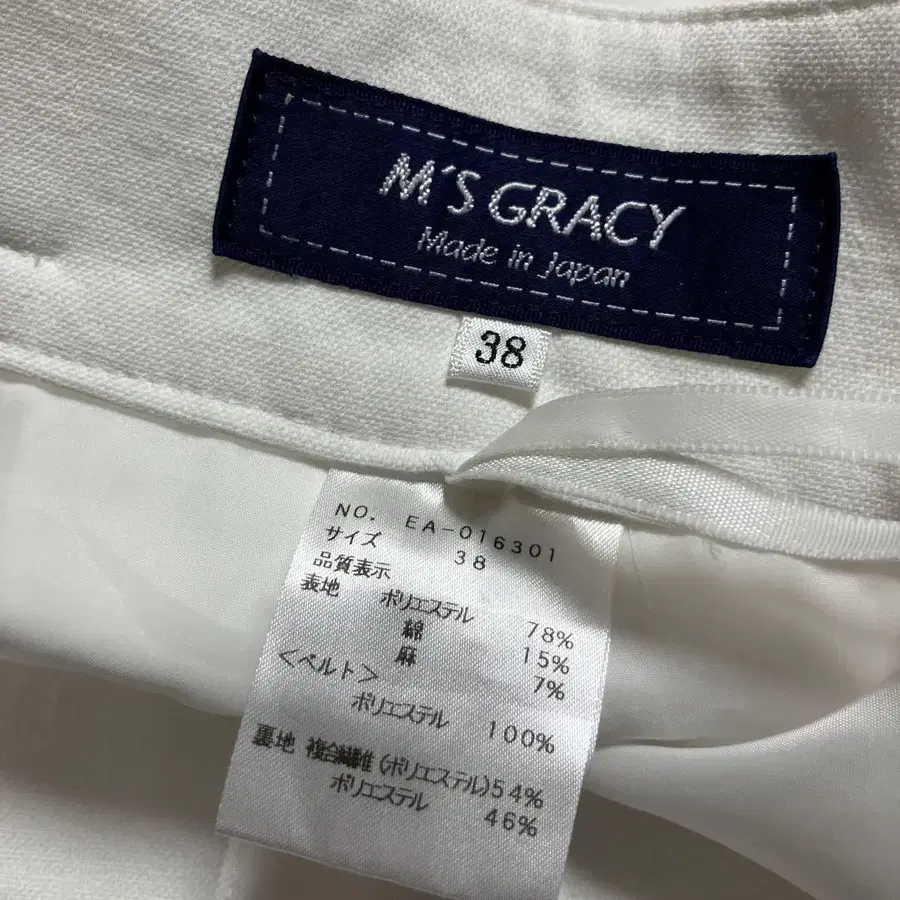 M'S GRACY
Made in Japan
38
NO. EA-016301
サイズ 38
品質表示
表地 ポリエステル 78%
綿 15%
麻 7%
＜ベルト＞
ポリエステル 100%
裏地 複合繊維(ポリエステル)54%
ポリエステル 46%